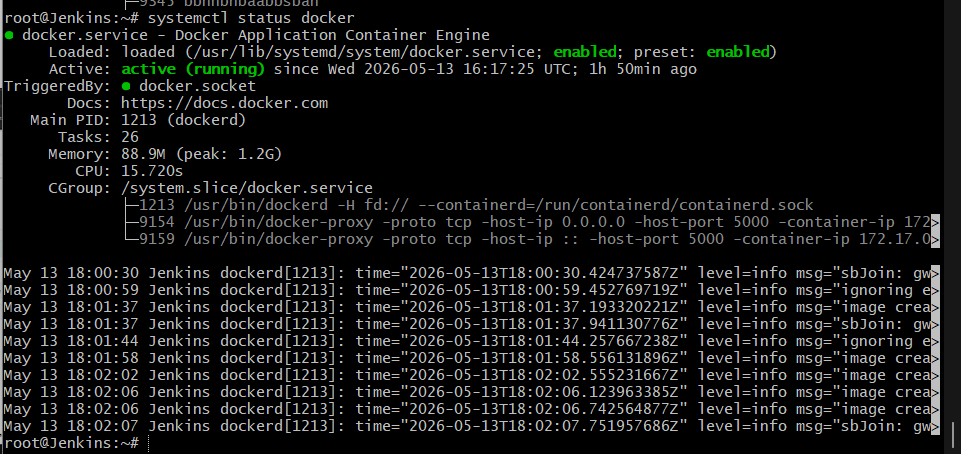 ─9345 bbnhbhbaabbsban
root@Jenkins:~# systemctl status docker
● docker.service - Docker Application Container Engine
     Loaded: loaded (/usr/lib/systemd/system/docker.service; enabled; preset: enabled)
     Active: active (running) since Wed 2026-05-13 16:17:25 UTC; 1h 50min ago
TriggeredBy: ● docker.socket
       Docs: https://docs.docker.com
   Main PID: 1213 (dockerd)
      Tasks: 26
     Memory: 88.9M (peak: 1.2G)
        CPU: 15.720s
     CGroup: /system.slice/docker.service
             ├─1213 /usr/bin/dockerd -H fd:// --containerd=/run/containerd/containerd.sock
             ├─9154 /usr/bin/docker-proxy -proto tcp -host-ip 0.0.0.0 -host-port 5000 -container-ip 172>
             └─9159 /usr/bin/docker-proxy -proto tcp -host-ip :: -host-port 5000 -container-ip 172.17.0>
May 13 18:00:30 Jenkins dockerd[1213]: time="2026-05-13T18:00:30.424737587Z" level=info msg="sbJoin: gw>
May 13 18:00:59 Jenkins dockerd[1213]: time="2026-05-13T18:00:59.452769719Z" level=info msg="ignoring e>
May 13 18:01:37 Jenkins dockerd[1213]: time="2026-05-13T18:01:37.193320221Z" level=info msg="image crea>
May 13 18:01:37 Jenkins dockerd[1213]: time="2026-05-13T18:01:37.941130776Z" level=info msg="sbJoin: gw>
May 13 18:01:44 Jenkins dockerd[1213]: time="2026-05-13T18:01:44.257667238Z" level=info msg="ignoring e>
May 13 18:01:58 Jenkins dockerd[1213]: time="2026-05-13T18:01:58.556131896Z" level=info msg="image crea>
May 13 18:02:02 Jenkins dockerd[1213]: time="2026-05-13T18:02:02.555231667Z" level=info msg="image crea>
May 13 18:02:06 Jenkins dockerd[1213]: time="2026-05-13T18:02:06.123963385Z" level=info msg="image crea>
May 13 18:02:06 Jenkins dockerd[1213]: time="2026-05-13T18:02:06.742564877Z" level=info msg="image crea>
May 13 18:02:07 Jenkins dockerd[1213]: time="2026-05-13T18:02:07.751957686Z" level=info msg="sbJoin: gw>
root@Jenkins:~#